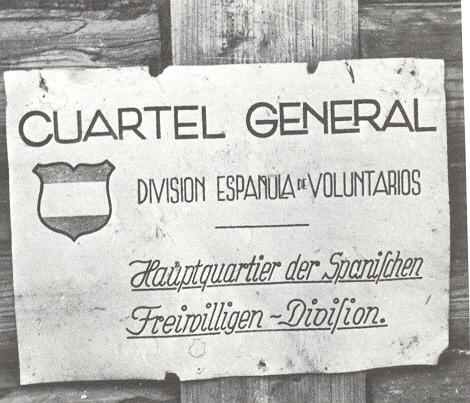 CUARTEL GENERAL
DIVISION ESPAÑOLA DE VOLUNTARIOS
Hauptquartier der Spaniſchen
Freiwilligen-Diviſion.